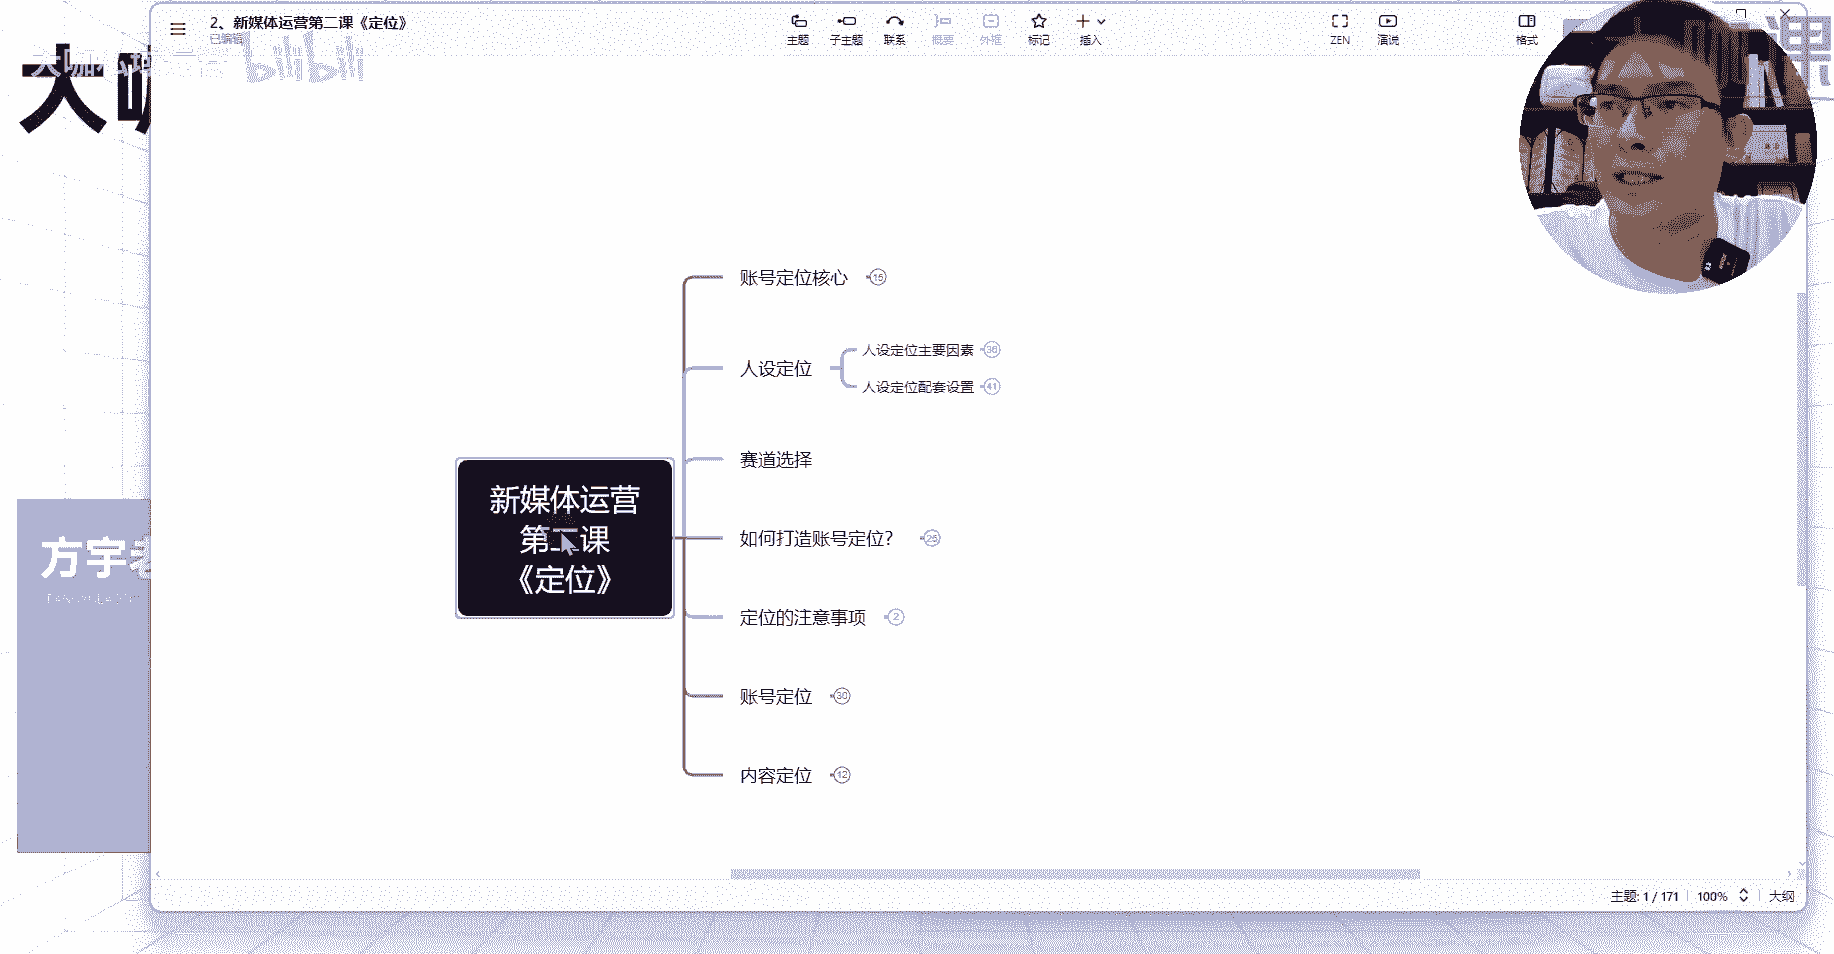 2、新媒体运营第二课《定位》
已编辑
主题
子主题
联系
概要
外框
标记
插入
ZEN
演说
格式
bilibili
大咖
课
账号定位核心 15
人设定位
人设定位主要因素 36
人设定位配套设置 41
赛道选择
新媒体运营
第二课
《定位》
如何打造账号定位? 25
定位的注意事项 2
账号定位 30
内容定位 12
方宇老
主题: 1 / 171
100%
大纲